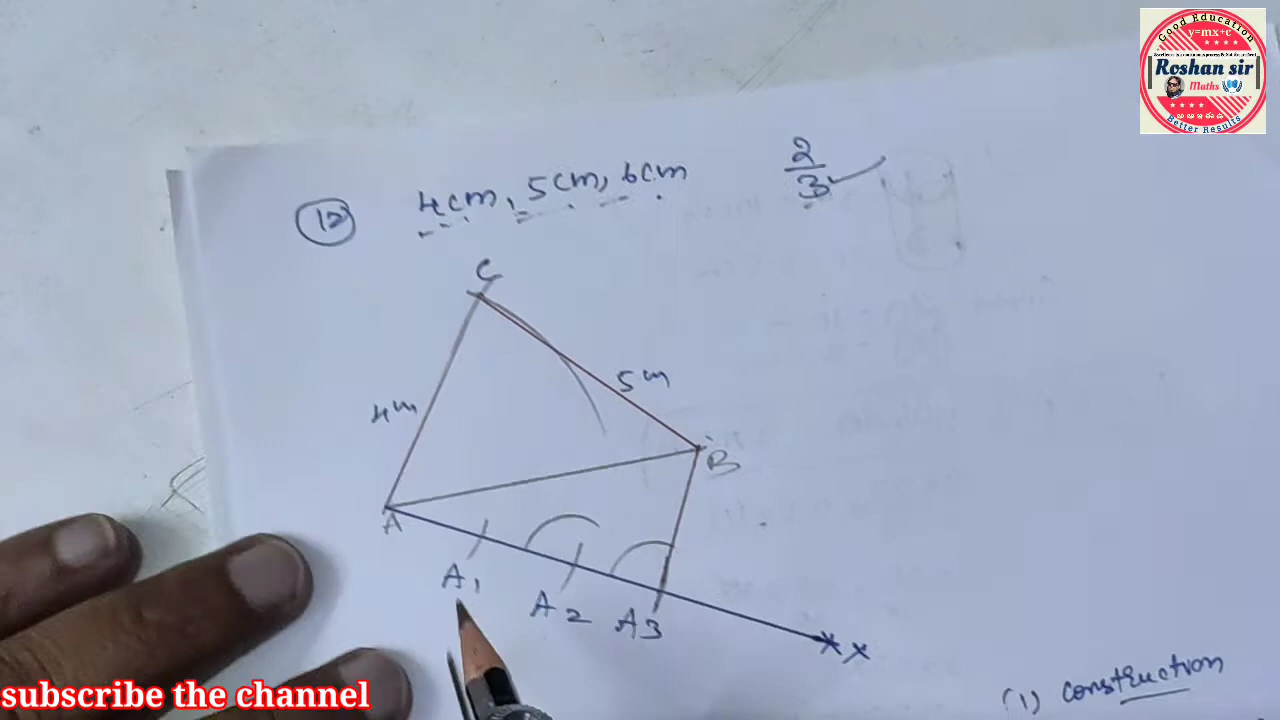 Good Education
y=mx+c
Roshan sir
Maths
Better Results
12 4cm, 5cm, 6cm 2/3
C
4cm
5cm
B
A
A1
A2
A3
X
(1) construction
subscribe the channel